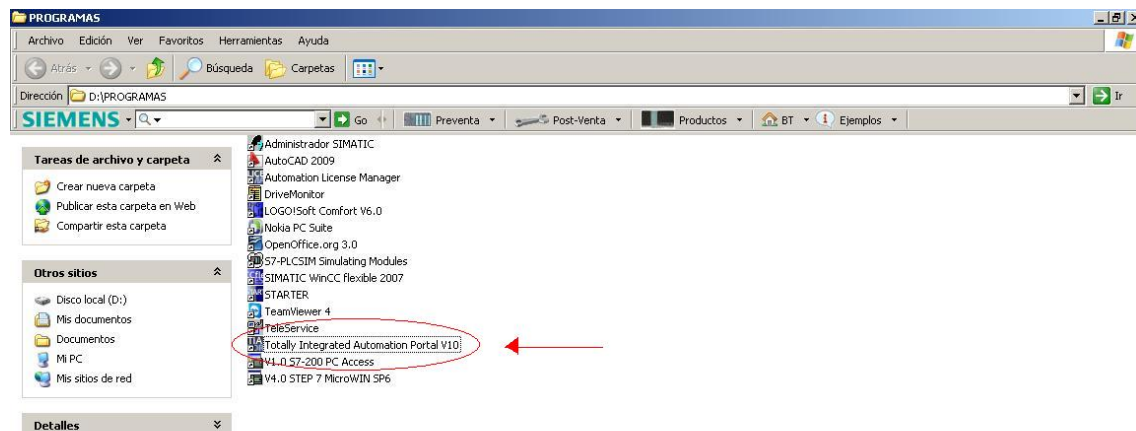 PROGRAMAS
Archivo Edición Ver Favoritos Herramientas Ayuda
Atrás Búsqueda Carpetas
Dirección D:\PROGRAMAS Ir
SIEMENS Go Preventa Post-Venta Productos BT Ejemplos
Tareas de archivo y carpeta
Crear nueva carpeta
Publicar esta carpeta en Web
Compartir esta carpeta
Otros sitios
Disco local (D:)
Mis documentos
Documentos
Mi PC
Mis sitios de red
Detalles
Administrador SIMATIC
AutoCAD 2009
Automation License Manager
DriveMonitor
LOGO!Soft Comfort V6.0
Nokia PC Suite
OpenOffice.org 3.0
S7-PLCSIM Simulating Modules
SIMATIC WinCC flexible 2007
STARTER
TeamViewer 4
TeleService
Totally Integrated Automation Portal V10
V1.0 S7-200 PC Access
V4.0 STEP 7 MicroWIN SP6